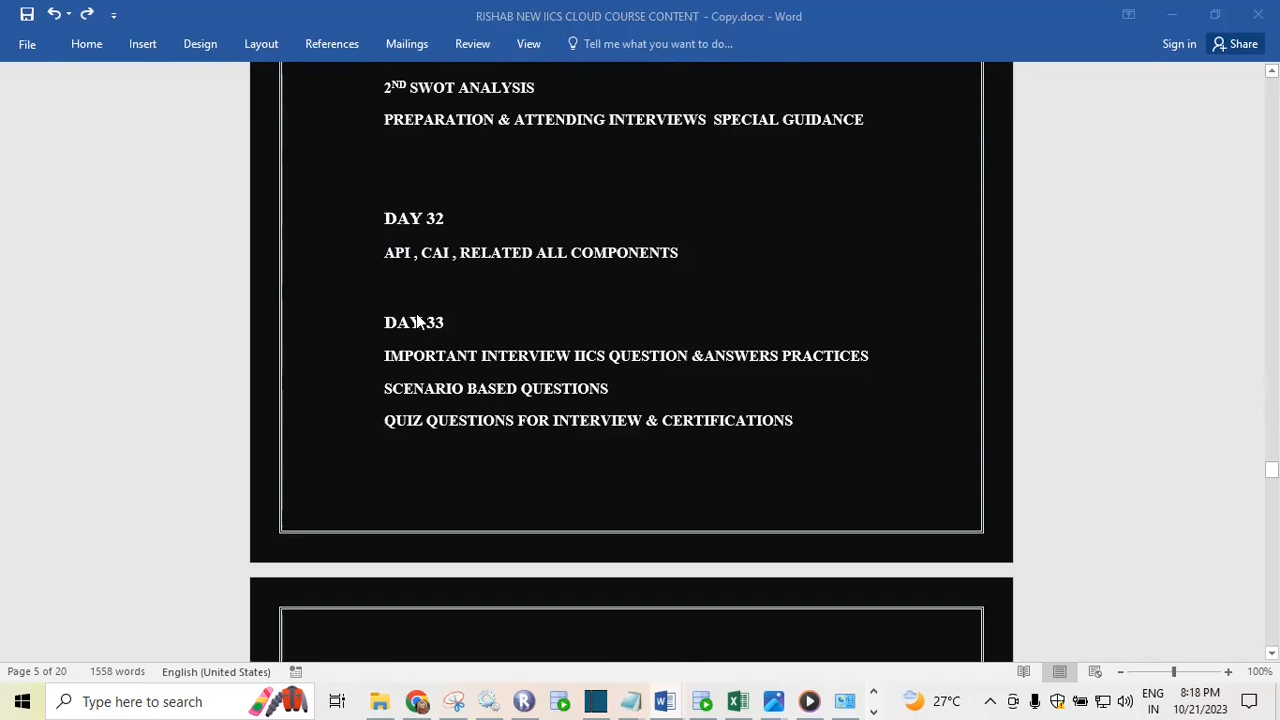 RISHAB NEW IICS CLOUD COURSE CONTENT - Copy.docx - Word
File Home Insert Design Layout References Mailings Review View Tell me what you want to do... Sign in Share
2ND SWOT ANALYSIS
PREPARATION & ATTENDING INTERVIEWS SPECIAL GUIDANCE
DAY 32
API , CAI , RELATED ALL COMPONENTS
DAY 33
IMPORTANT INTERVIEW IICS QUESTION &ANSWERS PRACTICES
SCENARIO BASED QUESTIONS
QUIZ QUESTIONS FOR INTERVIEW & CERTIFICATIONS
Page 5 of 20 1558 words English (United States) 100%
Type here to search 27°C ENG 8:18 PM
IN 10/21/2023